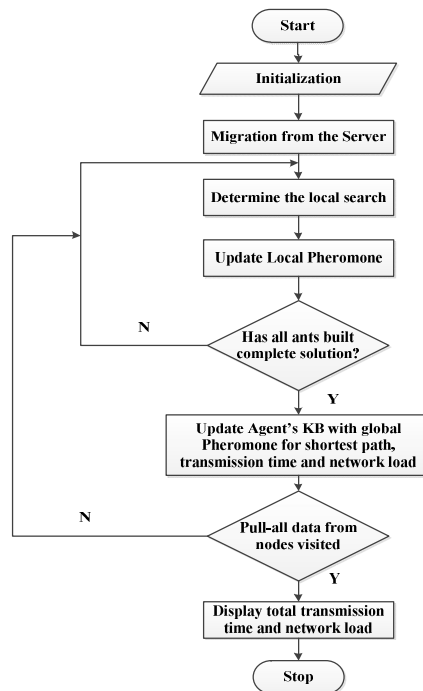 Start
Initialization
Migration from the Server
Determine the local search
Update Local Pheromone
N
Has all ants built
complete solution?
Y
Update Agent's KB with global
Pheromone for shortest path,
transmission time and network load
N
Pull-all data from
nodes visited
Y
Display total transmission
time and network load
Stop